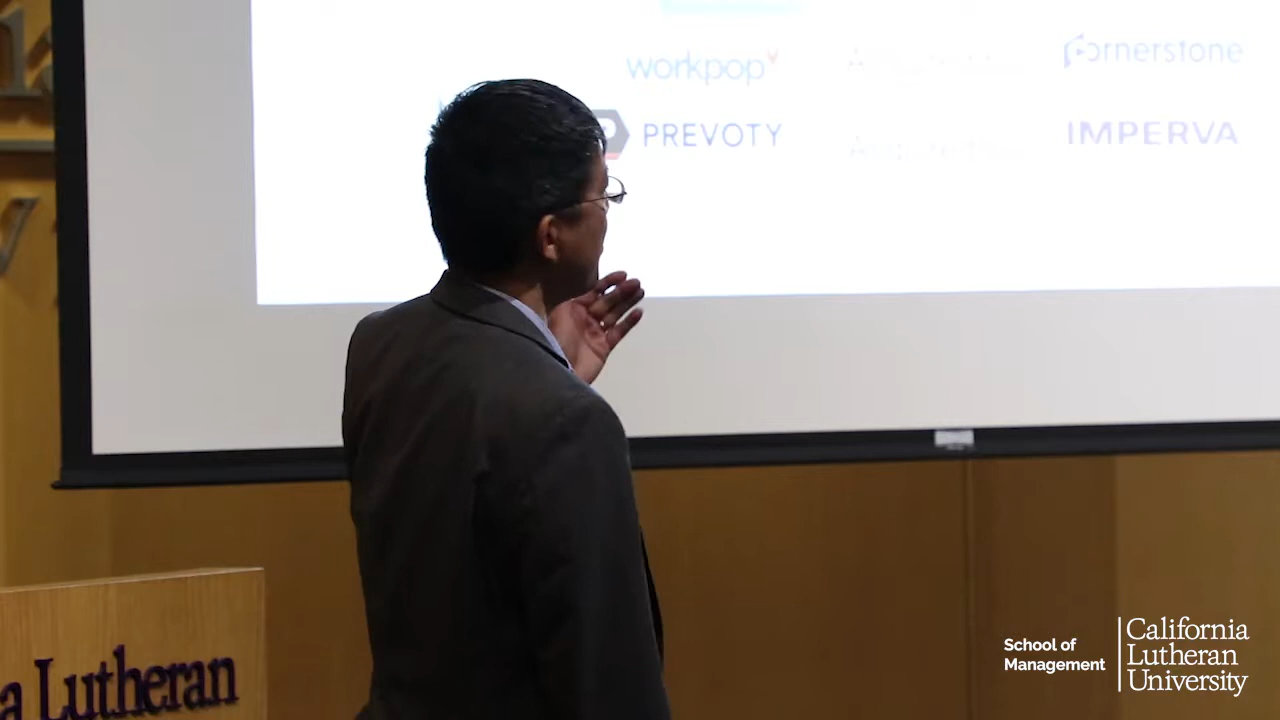 workpop
Cornerstone
PREVOTY
IMPERVA
a Lutheran
School of
Management
California
Lutheran
University